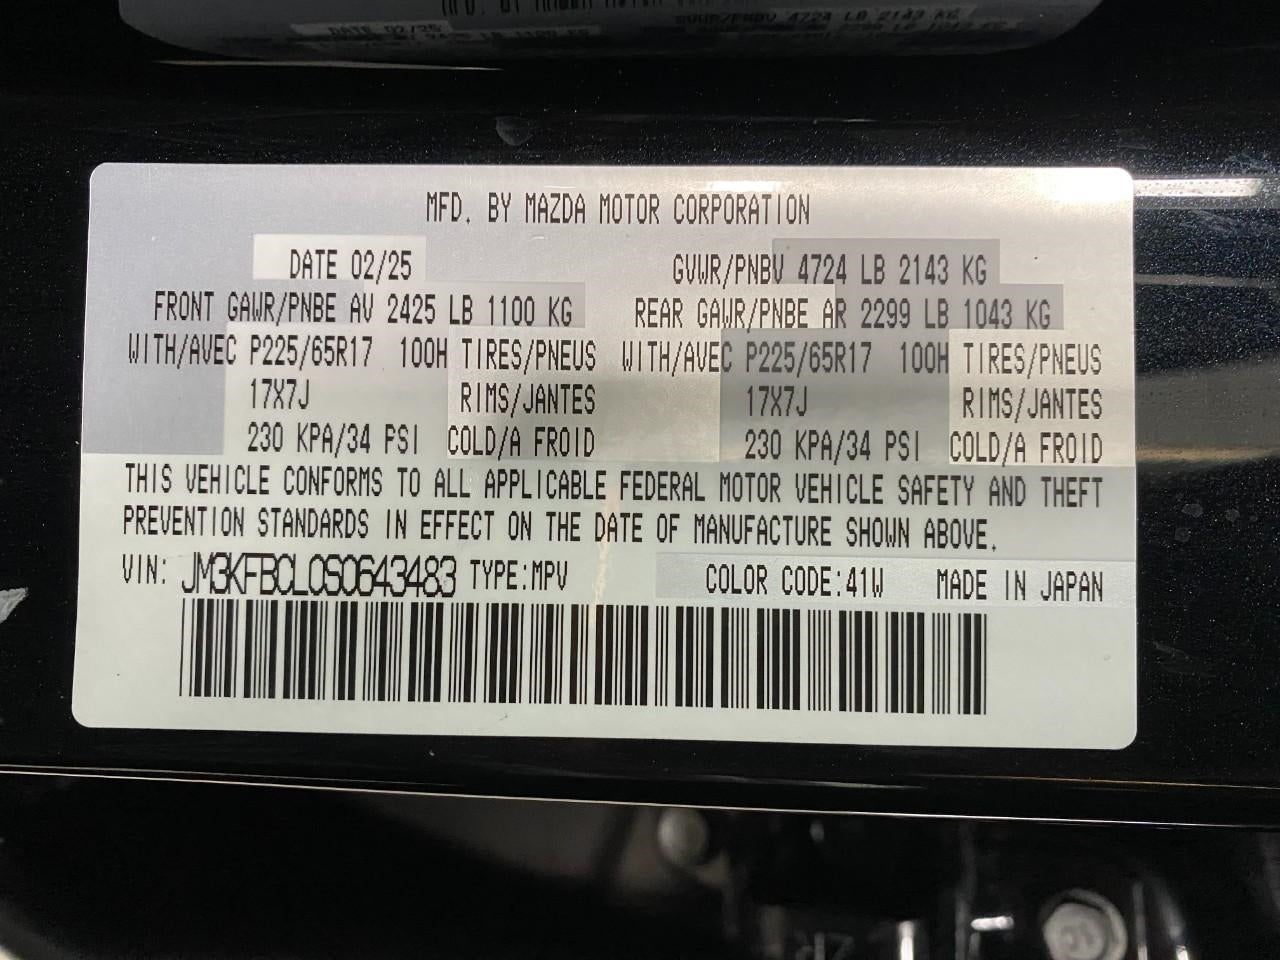 MFD. BY MAZDA MOTOR CORPORATION
DATE 02/25 GVWR/PNBV 4724 LB 2143 KG
FRONT GAWR/PNBE AV 2425 LB 1100 KG REAR GAWR/PNBE AR 2299 LB 1043 KG
WITH/AVEC P225/65R17 100H TIRES/PNEUS WITH/AVEC P225/65R17 100H TIRES/PNEUS
17X7J RIMS/JANTES 17X7J RIMS/JANTES
230 KPA/34 PSI COLD/A FROID 230 KPA/34 PSI COLD/A FROID
THIS VEHICLE CONFORMS TO ALL APPLICABLE FEDERAL MOTOR VEHICLE SAFETY AND THEFT
PREVENTION STANDARDS IN EFFECT ON THE DATE OF MANUFACTURE SHOWN ABOVE.
VIN: JM3KFBCL0S0643483 TYPE:MPV COLOR CODE:41W MADE IN JAPAN